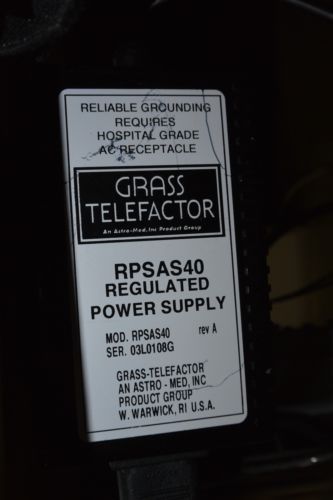 RELIABLE GROUNDING
REQUIRES
HOSPITAL GRADE
AC RECEPTACLE
GRASS
TELEFACTOR
An Astro-Med, Inc Product Group
RPSAS40
REGULATED
POWER SUPPLY
MOD. RPSAS40 rev A
SER. 03L0108G
GRASS-TELEFACTOR
AN ASTRO - MED, INC
PRODUCT GROUP
W. WARWICK, RI U.S.A.